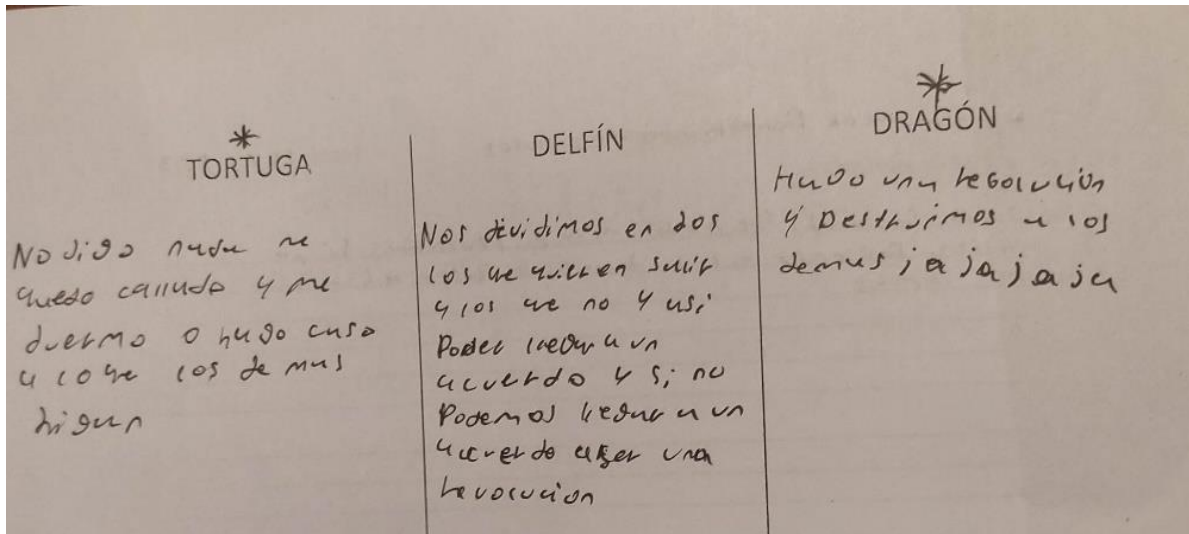 TORTUGA
No digo nada me
quedo callado y me
duermo o hago caso
a lo que los demas
digan
DELFÍN
Nos dividimos en dos
los que quieren salir
y los que no y asi
Poder llegar a un
acuerdo y si no
Podemos llegar a un
acuerdo aser una
revolucion
DRAGÓN
Hago una revolución
y Destruimos a los
demas jajajaja